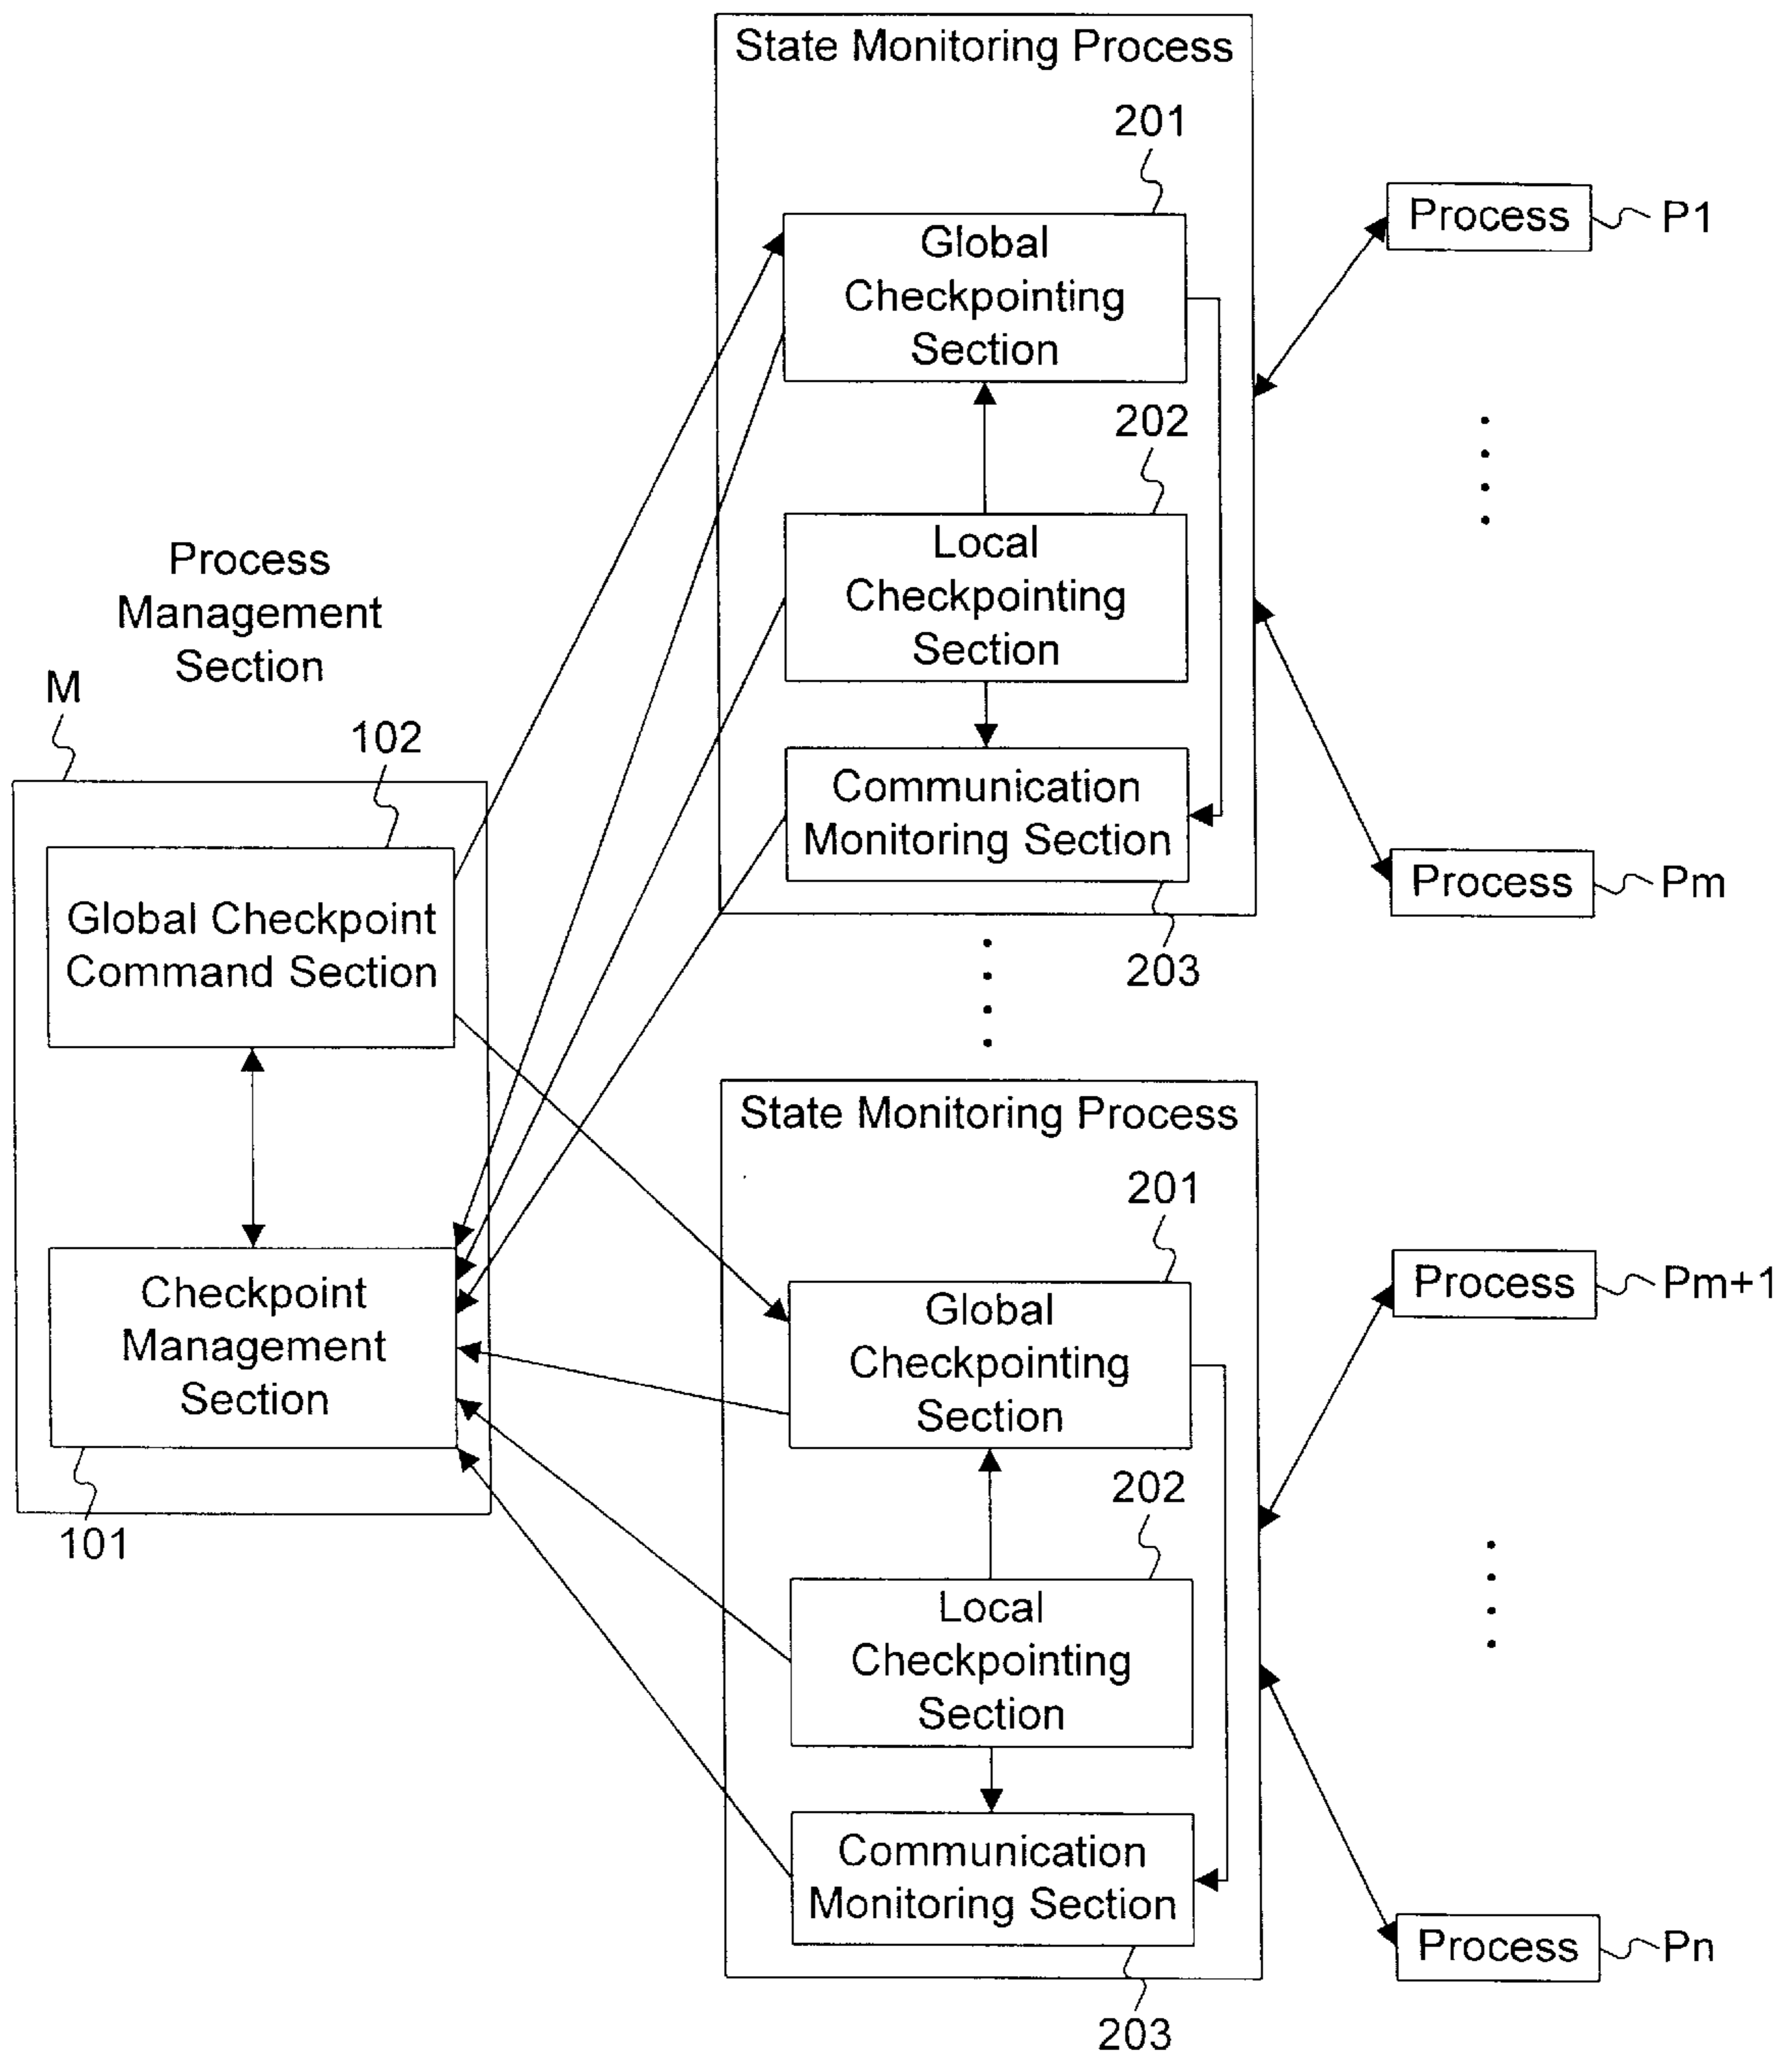 State Monitoring Process
201
Global
Checkpointing
Section
202
Local
Checkpointing
Section
Communication
Monitoring Section
203
Process
P1
Process
Pm
Process
Management
Section
M
102
Global Checkpoint
Command Section
Checkpoint
Management
Section
101
State Monitoring Process
201
Global
Checkpointing
Section
202
Local
Checkpointing
Section
Communication
Monitoring Section
203
Process
Pm+1
Process
Pn